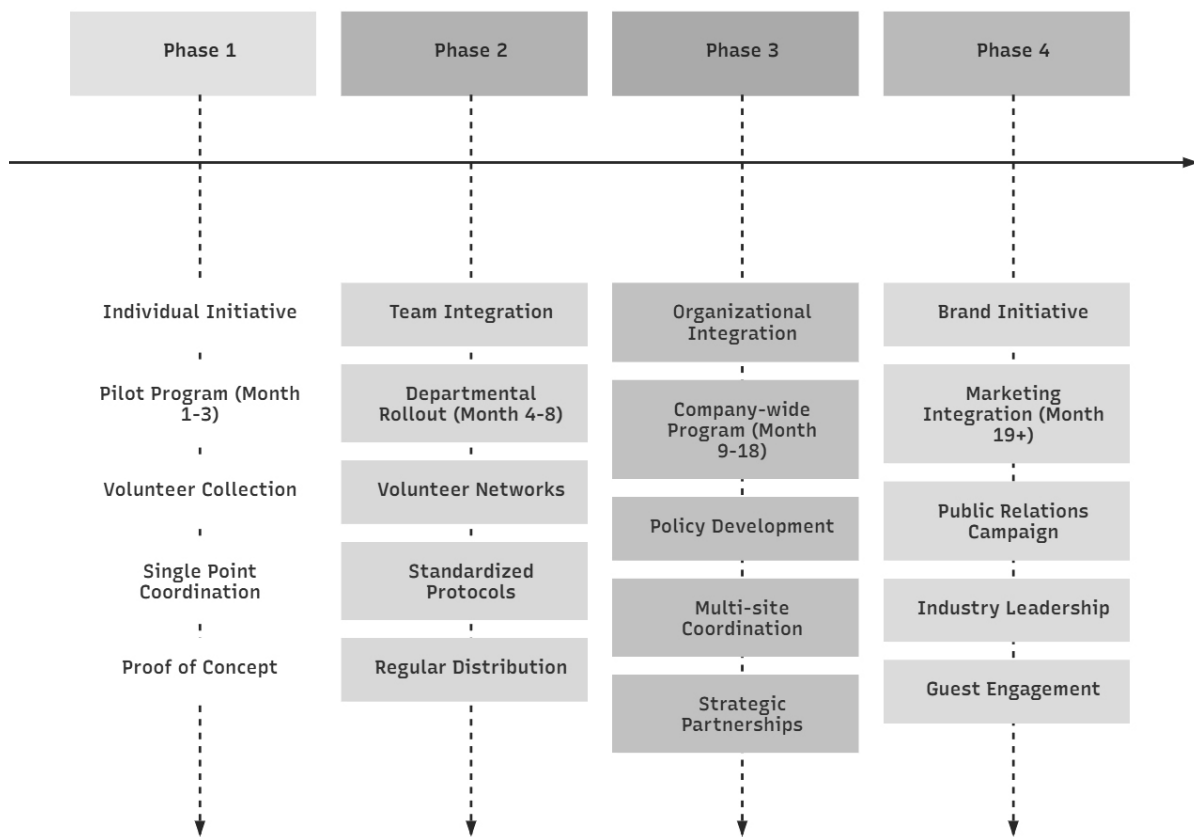 Phase 1
Phase 2
Phase 3
Phase 4
Individual Initiative
Pilot Program (Month
1-3)
Volunteer Collection
Single Point
Coordination
Proof of Concept
Team Integration
Departmental
Rollout (Month 4-8)
Volunteer Networks
Standardized
Protocols
Regular Distribution
Organizational
Integration
Company-wide
Program (Month
9-18)
Policy Development
Multi-site
Coordination
Strategic
Partnerships
Brand Initiative
Marketing
Integration (Month
19+)
Public Relations
Campaign
Industry Leadership
Guest Engagement